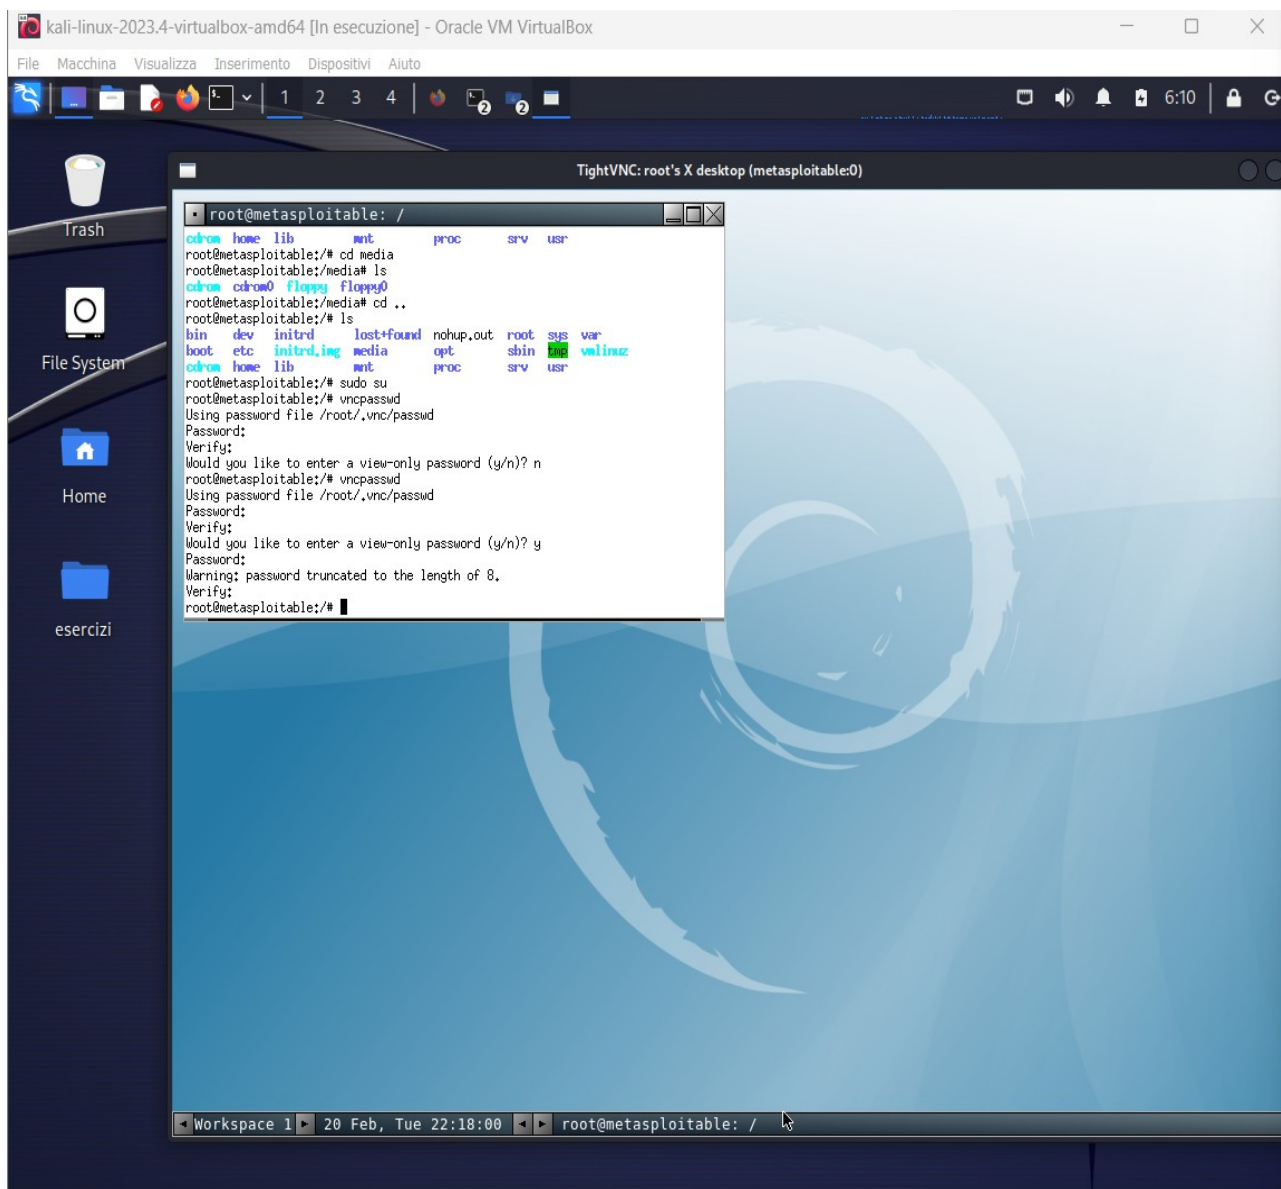 kali-linux-2023.4-virtualbox-amd64 [In esecuzione] - Oracle VM VirtualBox
File Macchina Visualizza Inserimento Dispositivi Aiuto
1 2 3 4 2 2 6:10
TightVNC: root's X desktop (metasploitable:0)
Trash
File System
Home
esercizi
root@metasploitable: /
cdrom home lib mnt proc srv usr
root@metasploitable:/# cd media
root@metasploitable:/media# ls
cdrom cdrom0 floppy floppy0
root@metasploitable:/media# cd ..
root@metasploitable:/# ls
bin dev initrd lost+found nohup.out root sys var
boot etc initrd.img media opt sbin tmp vmlinuz
cdrom home lib mnt proc srv usr
root@metasploitable:/# sudo su
root@metasploitable:/# vncpasswd
Using password file /root/.vnc/passwd
Password:
Verify:
Would you like to enter a view-only password (y/n)? n
root@metasploitable:/# vncpasswd
Using password file /root/.vnc/passwd
Password:
Verify:
Would you like to enter a view-only password (y/n)? y
Password:
Warning: password truncated to the length of 8.
Verify:
root@metasploitable:/#
Workspace 1 20 Feb, Tue 22:18:00 root@metasploitable: /